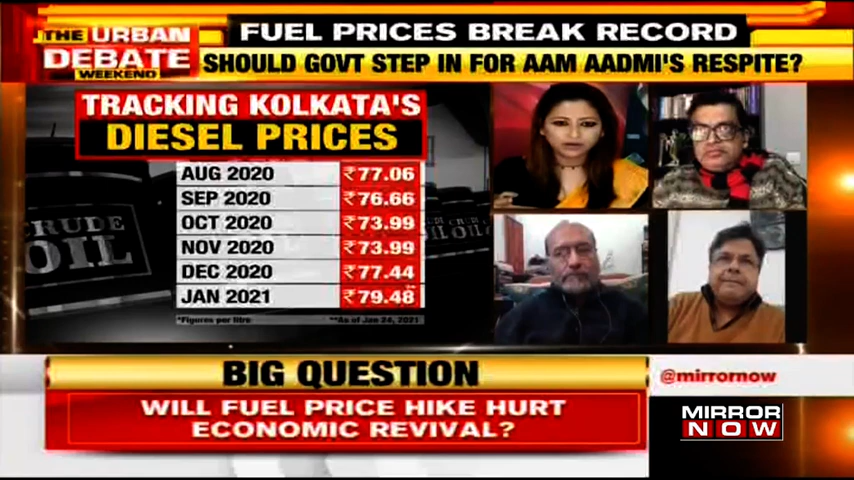 THE URBAN
DEBATE
WEEKEND
FUEL PRICES BREAK RECORD
SHOULD GOVT STEP IN FOR AAM AADMI'S RESPITE?
TRACKING KOLKATA'S
DIESEL PRICES
AUG 2020 ₹77.06
SEP 2020 ₹76.66
OCT 2020 ₹73.99
NOV 2020 ₹73.99
DEC 2020 ₹77.44
JAN 2021 ₹79.48**
*Figures per litre **As of Jan 24, 2021
CRUDE
OIL
OIL
BIG QUESTION
WILL FUEL PRICE HIKE HURT
ECONOMIC REVIVAL?
@mirrornow
MIRROR
NOW